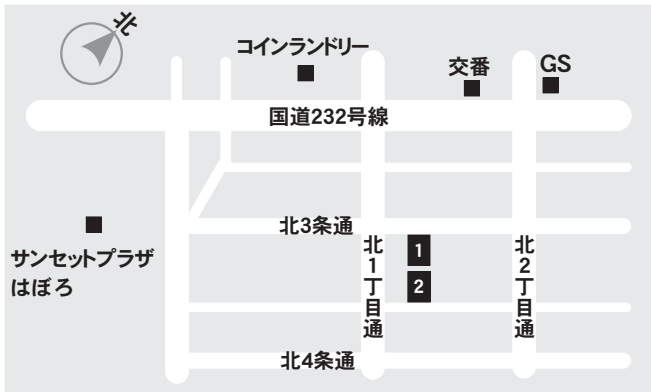 北
コインランドリー
交番
GS
国道232号線
北3条通
サンセットプラザ
はぼろ
北1丁目通
1
2
北2丁目通
北4条通